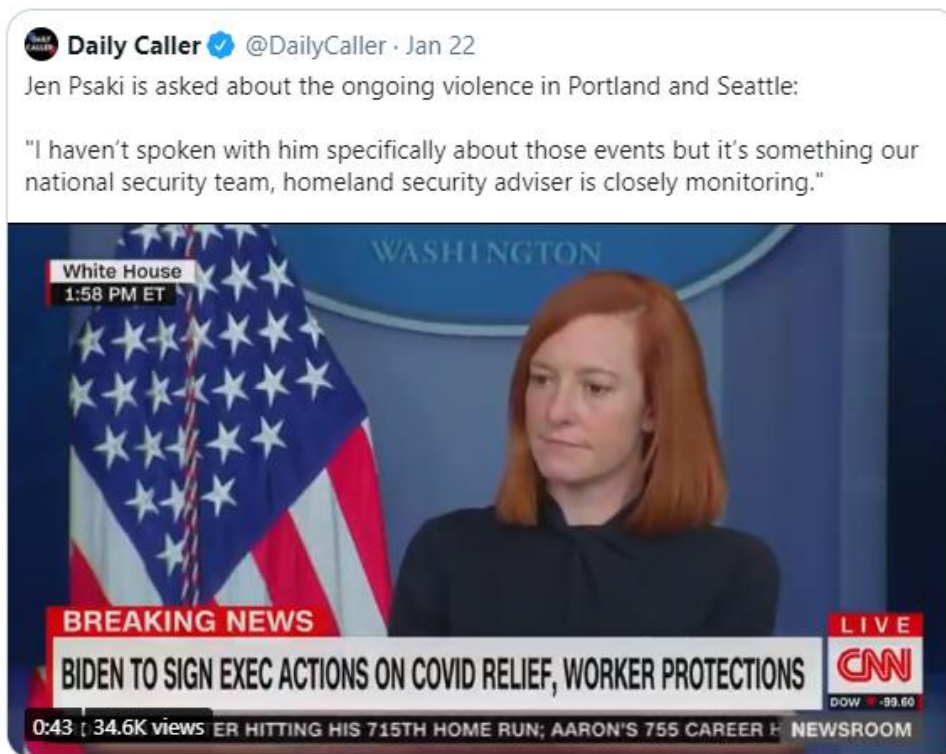 Daily Caller @DailyCaller · Jan 22
Jen Psaki is asked about the ongoing violence in Portland and Seattle:
"I haven't spoken with him specifically about those events but it's something our
national security team, homeland security adviser is closely monitoring."
WASHINGTON
White House
1:58 PM ET
BREAKING NEWS
LIVE
BIDEN TO SIGN EXEC ACTIONS ON COVID RELIEF, WORKER PROTECTIONS
CNN
DOW -99.60
0:43 34.6K views ER HITTING HIS 715TH HOME RUN; AARON'S 755 CAREER H NEWSROOM